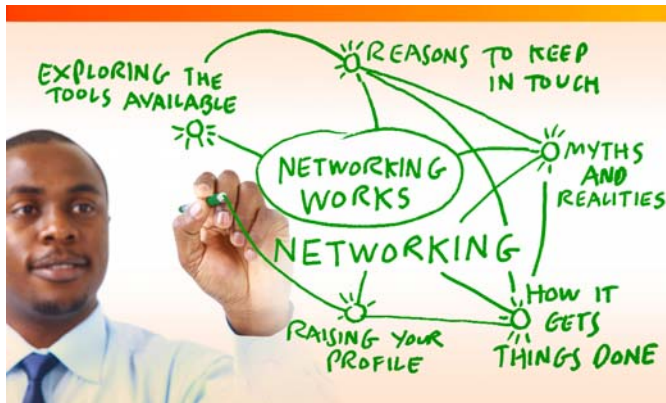 EXPLORING THE
TOOLS AVAILABLE
REASONS TO KEEP
IN TOUCH
NETWORKING
WORKS
MYTHS
AND
REALITIES
NETWORKING
RAISING YOUR
PROFILE
HOW IT
GETS
THINGS DONE